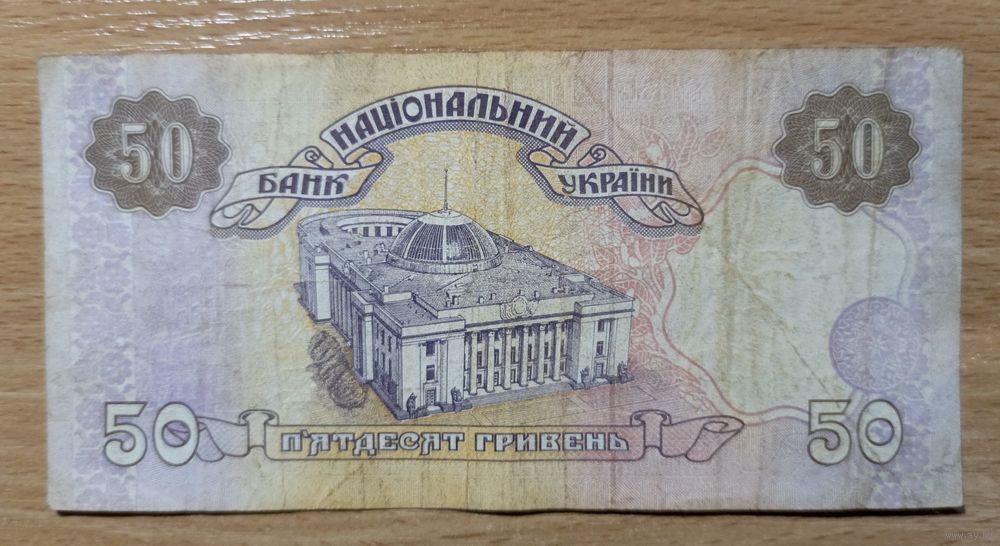 НАЦІОНАЛЬНИЙ
БАНК УКРАЇНИ
50 50
50 П'ЯТДЕСЯТ ГРИВЕНЬ 50